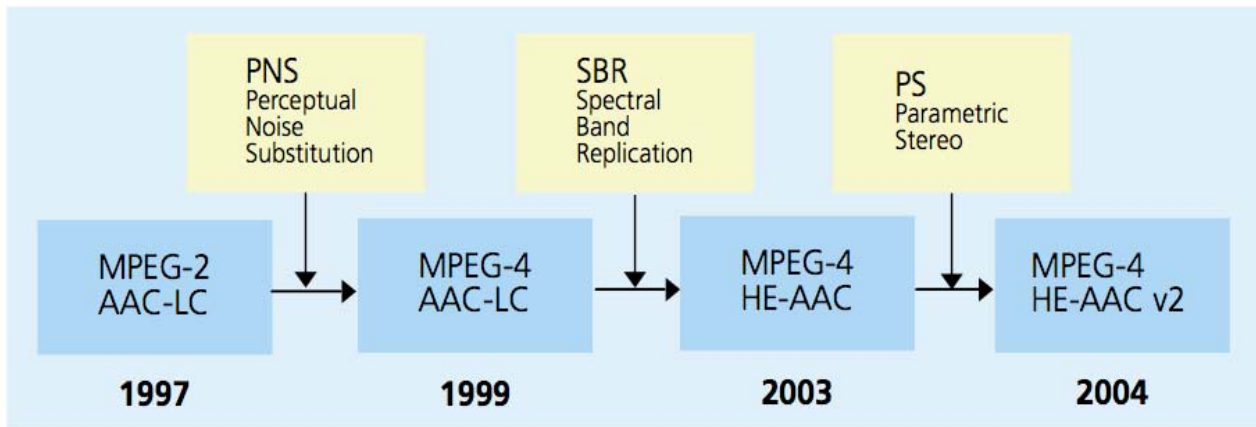 PNS
Perceptual
Noise
Substitution
SBR
Spectral
Band
Replication
PS
Parametric
Stereo
MPEG-2
AAC-LC
MPEG-4
AAC-LC
MPEG-4
HE-AAC
MPEG-4
HE-AAC v2
1997
1999
2003
2004